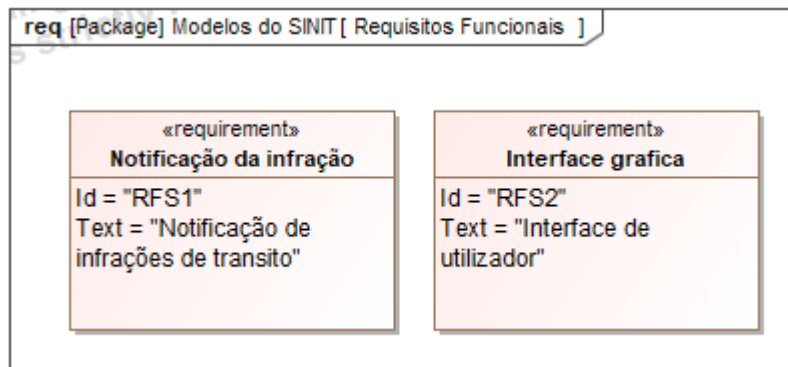 req [Package] Modelos do SINIT [ Requisitos Funcionais ]
«requirement»
Notificação da infração
Id = "RFS1"
Text = "Notificação de
infrações de transito"
«requirement»
Interface grafica
Id = "RFS2"
Text = "Interface de
utilizador"